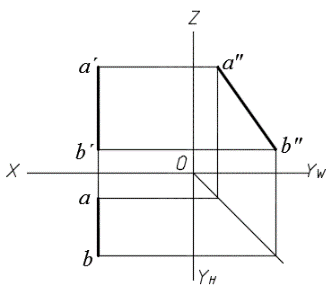 Z
a′ a″
b′ b″
X O Y_W
a
b
Y_H